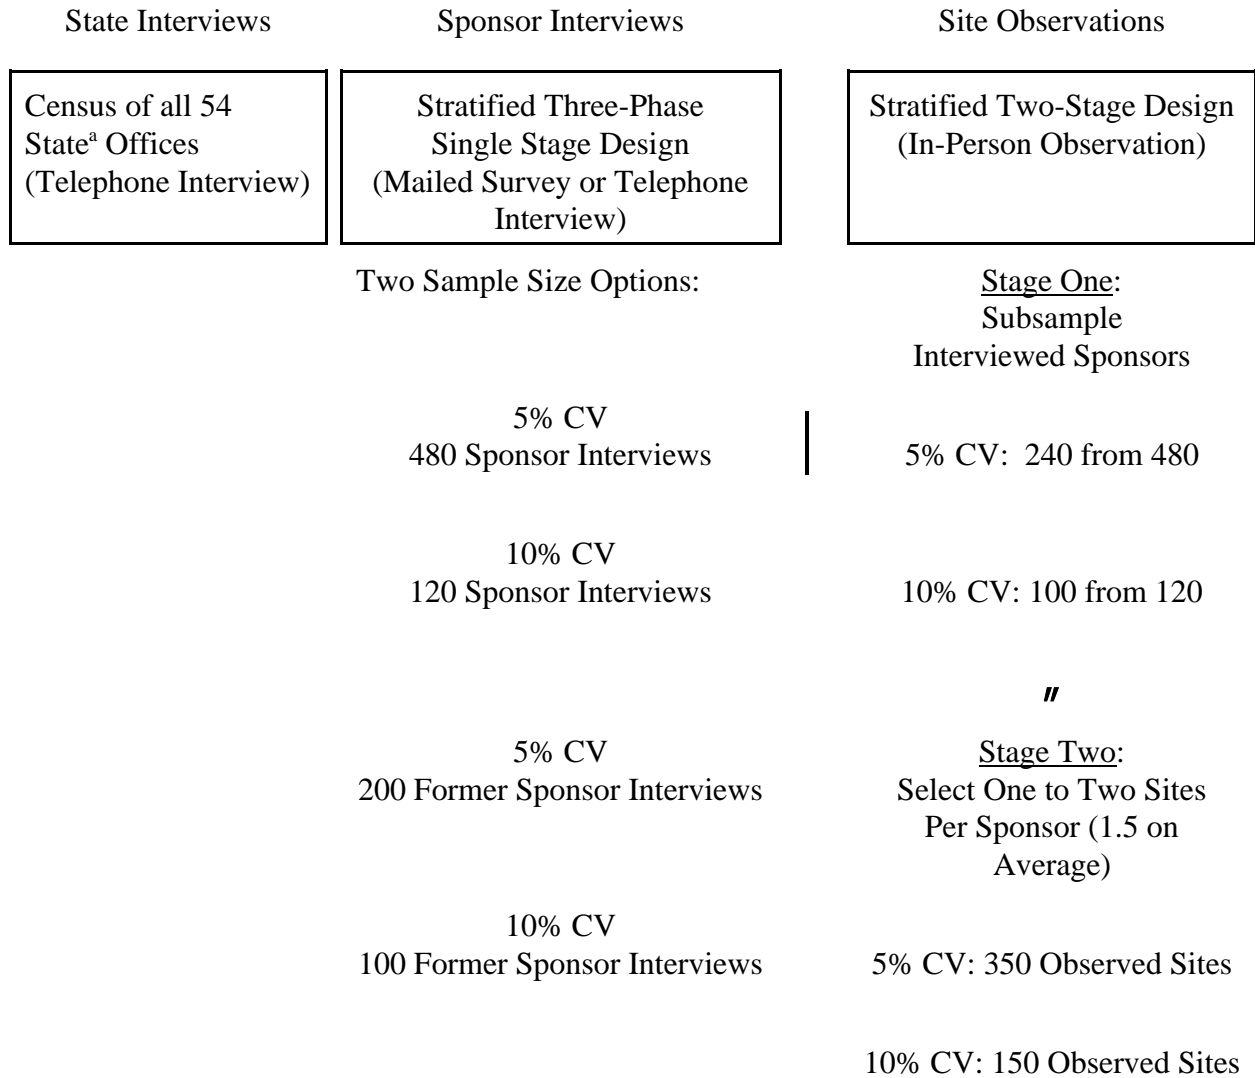 State Interviews
Sponsor Interviews
Site Observations
Census of all 54
Stateᵃ Offices
(Telephone Interview)
Stratified Three-Phase
Single Stage Design
(Mailed Survey or Telephone
Interview)
Stratified Two-Stage Design
(In-Person Observation)
Two Sample Size Options:
Stage One:
Subsample
Interviewed Sponsors
5% CV
480 Sponsor Interviews
5% CV:  240 from 480
10% CV
120 Sponsor Interviews
10% CV: 100 from 120
"
5% CV
200 Former Sponsor Interviews
Stage Two:
Select One to Two Sites
Per Sponsor (1.5 on
Average)
10% CV
100 Former Sponsor Interviews
5% CV: 350 Observed Sites
10% CV: 150 Observed Sites